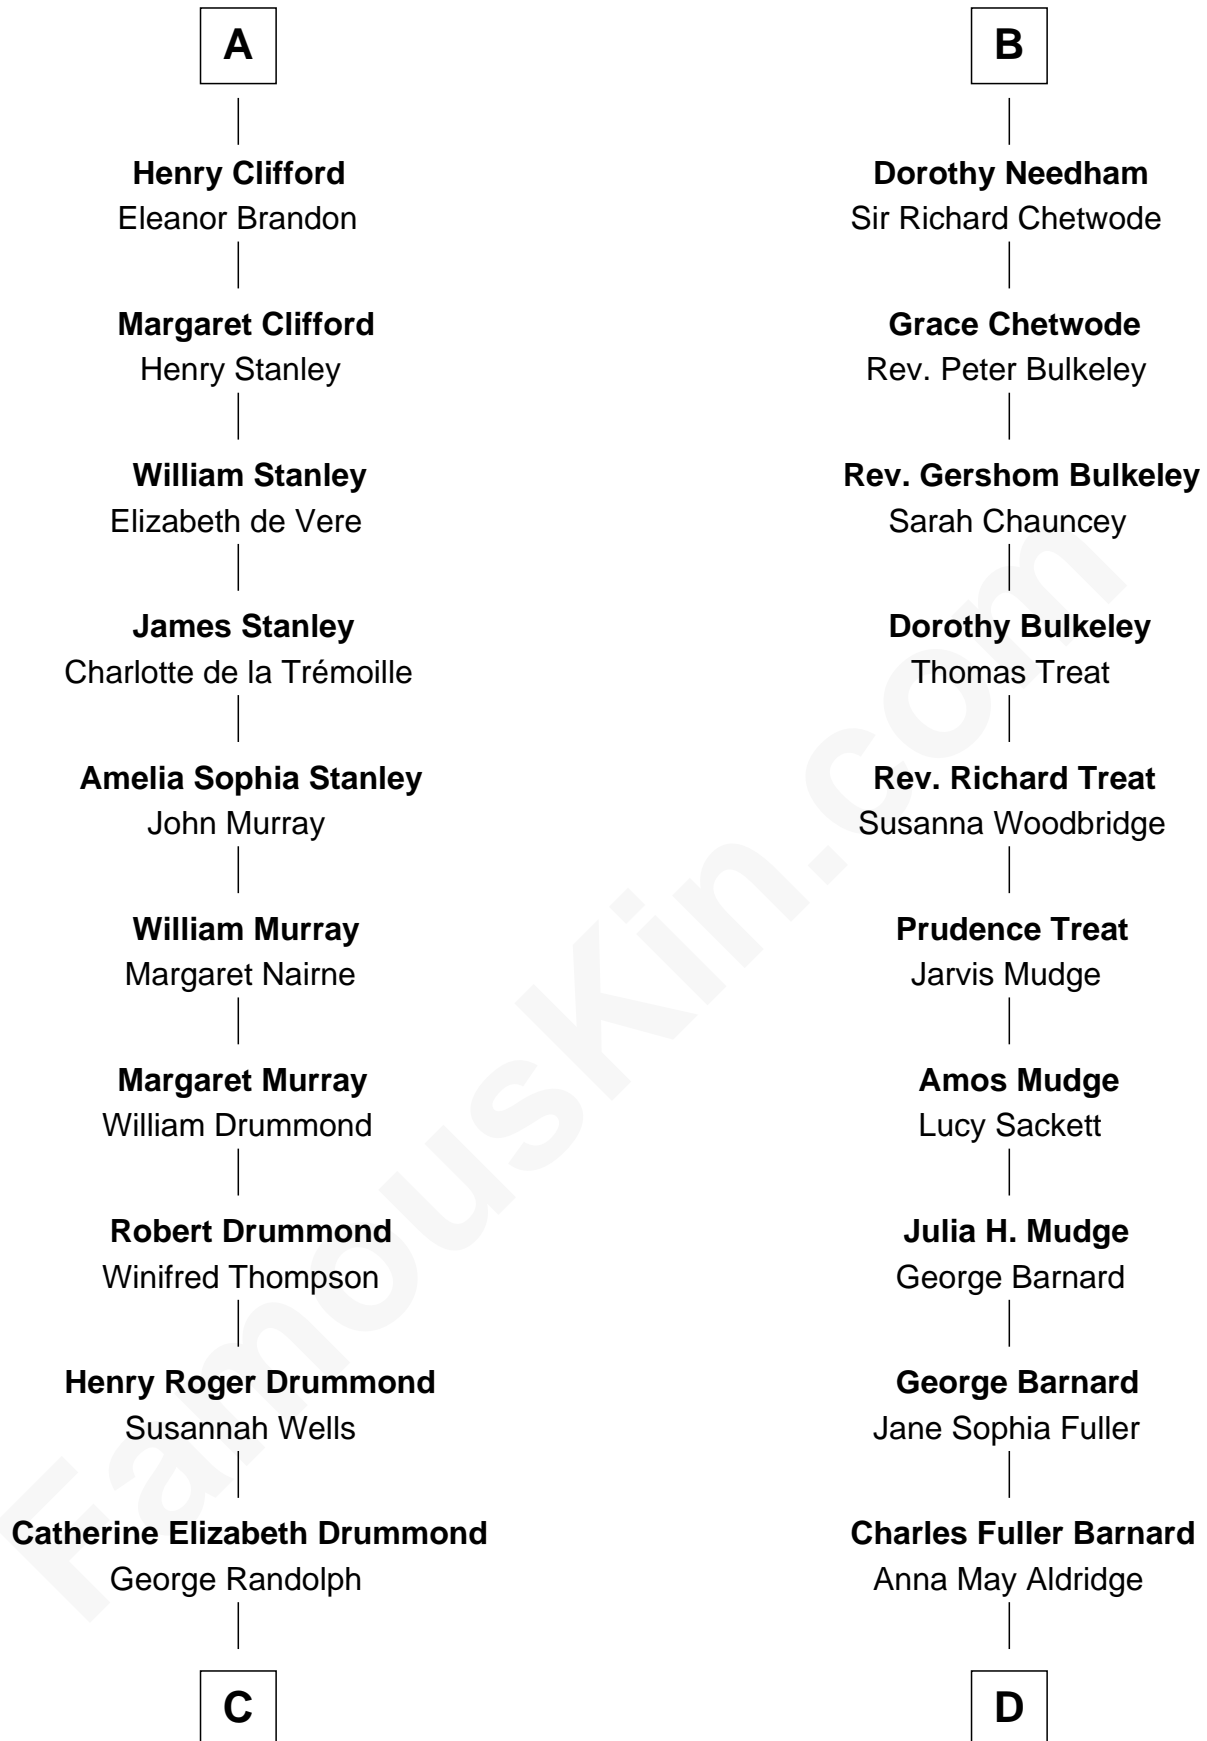 A
Henry Clifford
Eleanor Brandon
Margaret Clifford
Henry Stanley
William Stanley
Elizabeth de Vere
James Stanley
Charlotte de la Trémoille
Amelia Sophia Stanley
John Murray
William Murray
Margaret Nairne
Margaret Murray
William Drummond
Robert Drummond
Winifred Thompson
Henry Roger Drummond
Susannah Wells
Catherine Elizabeth Drummond
George Randolph
C
B
Dorothy Needham
Sir Richard Chetwode
Grace Chetwode
Rev. Peter Bulkeley
Rev. Gershom Bulkeley
Sarah Chauncey
Dorothy Bulkeley
Thomas Treat
Rev. Richard Treat
Susanna Woodbridge
Prudence Treat
Jarvis Mudge
Amos Mudge
Lucy Sackett
Julia H. Mudge
George Barnard
George Barnard
Jane Sophia Fuller
Charles Fuller Barnard
Anna May Aldridge
D
FamousKin.com